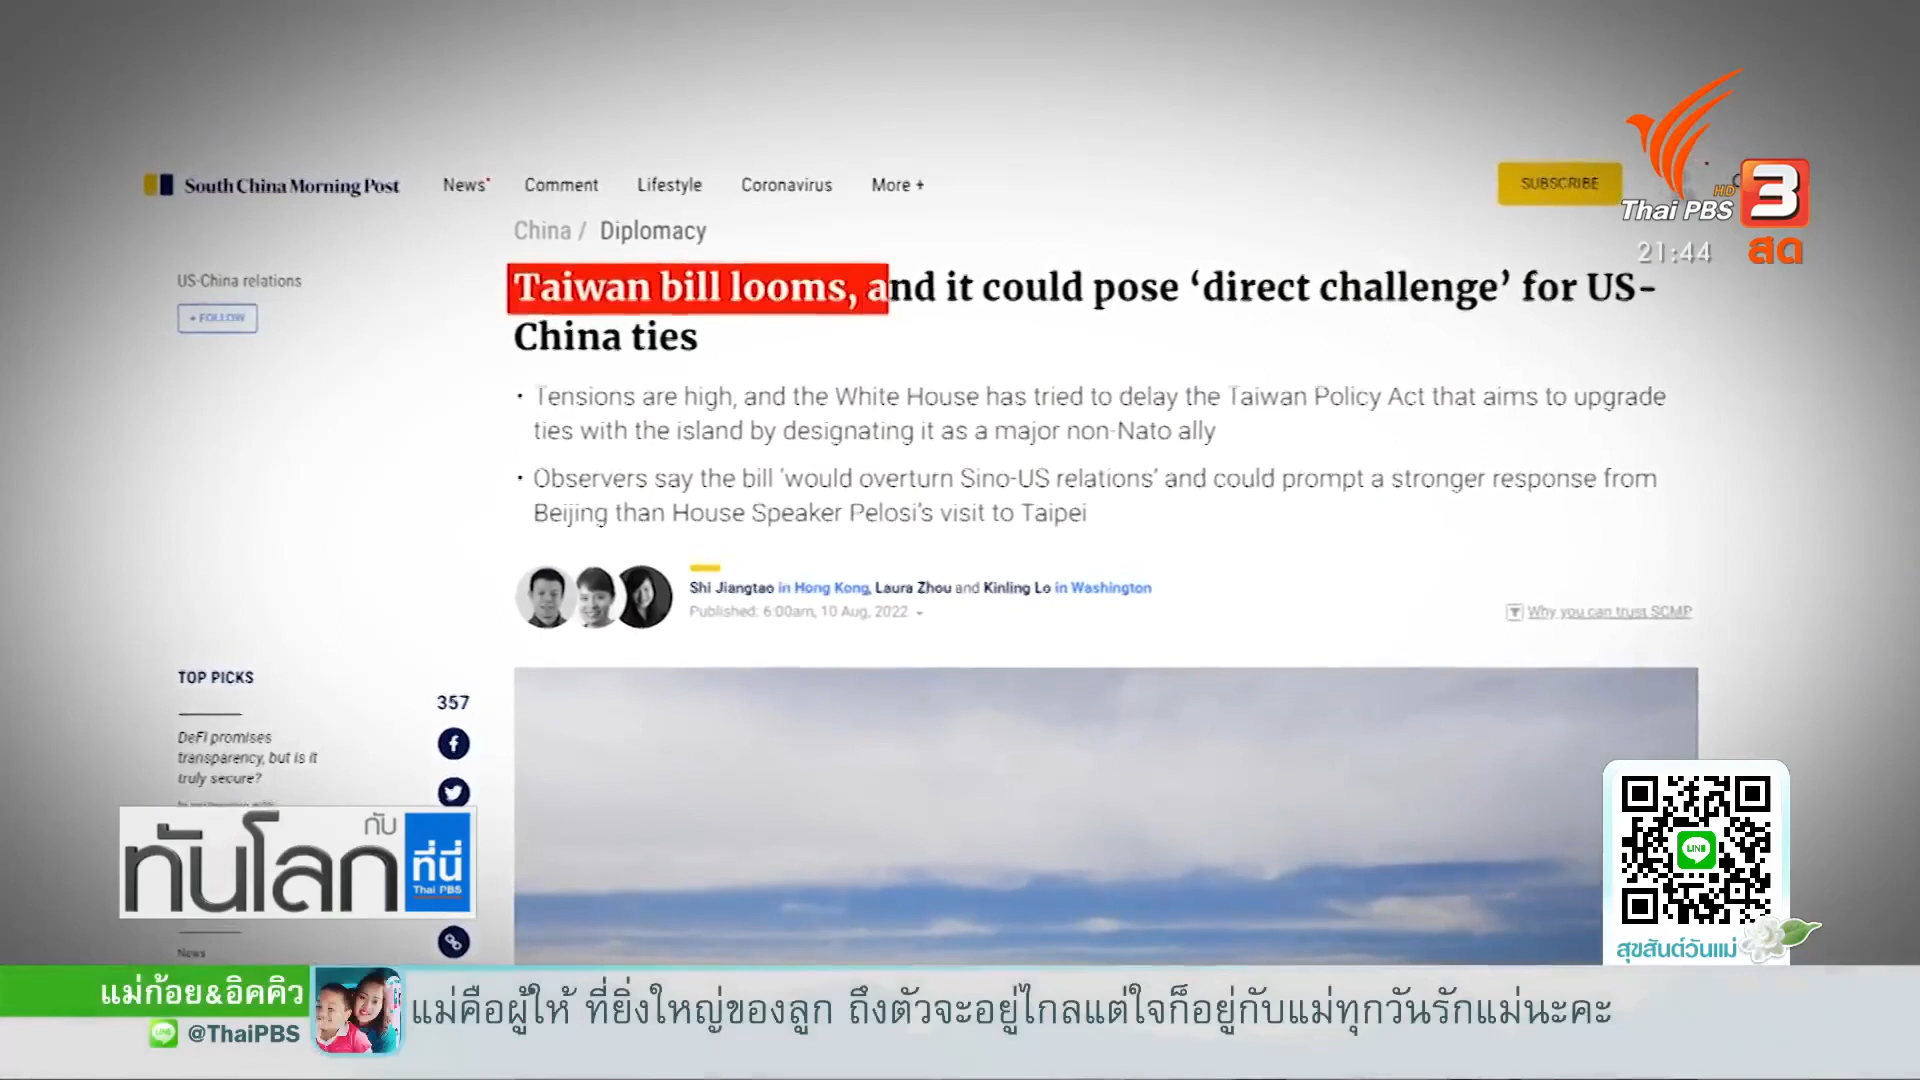 South China Morning Post
News
Comment
Lifestyle
Coronavirus
More +
SUBSCRIBE
Thai PBS
HD
3
21:44
สด
China / Diplomacy
US-China relations
+ FOLLOW
Taiwan bill looms, and it could pose ‘direct challenge’ for US-
China ties
• Tensions are high, and the White House has tried to delay the Taiwan Policy Act that aims to upgrade
ties with the island by designating it as a major non-Nato ally
• Observers say the bill ‘would overturn Sino-US relations’ and could prompt a stronger response from
Beijing than House Speaker Pelosi’s visit to Taipei
Shi Jiangtao in Hong Kong, Laura Zhou and Kinling Lo in Washington
Published: 6:00am, 10 Aug, 2022
Why you can trust SCMP
TOP PICKS
357
DeFi promises
transparency, but is it
truly secure?
ทันโลก กับ ที่นี่
Thai PBS
News
LINE
สุขสันต์วันแม่
แม่ก้อย&อิคคิว
@ThaiPBS
แม่คือผู้ให้ ที่ยิ่งใหญ่ของลูก ถึงตัวจะอยู่ไกลแต่ใจก็อยู่กับแม่ทุกวันรักแม่นะคะ